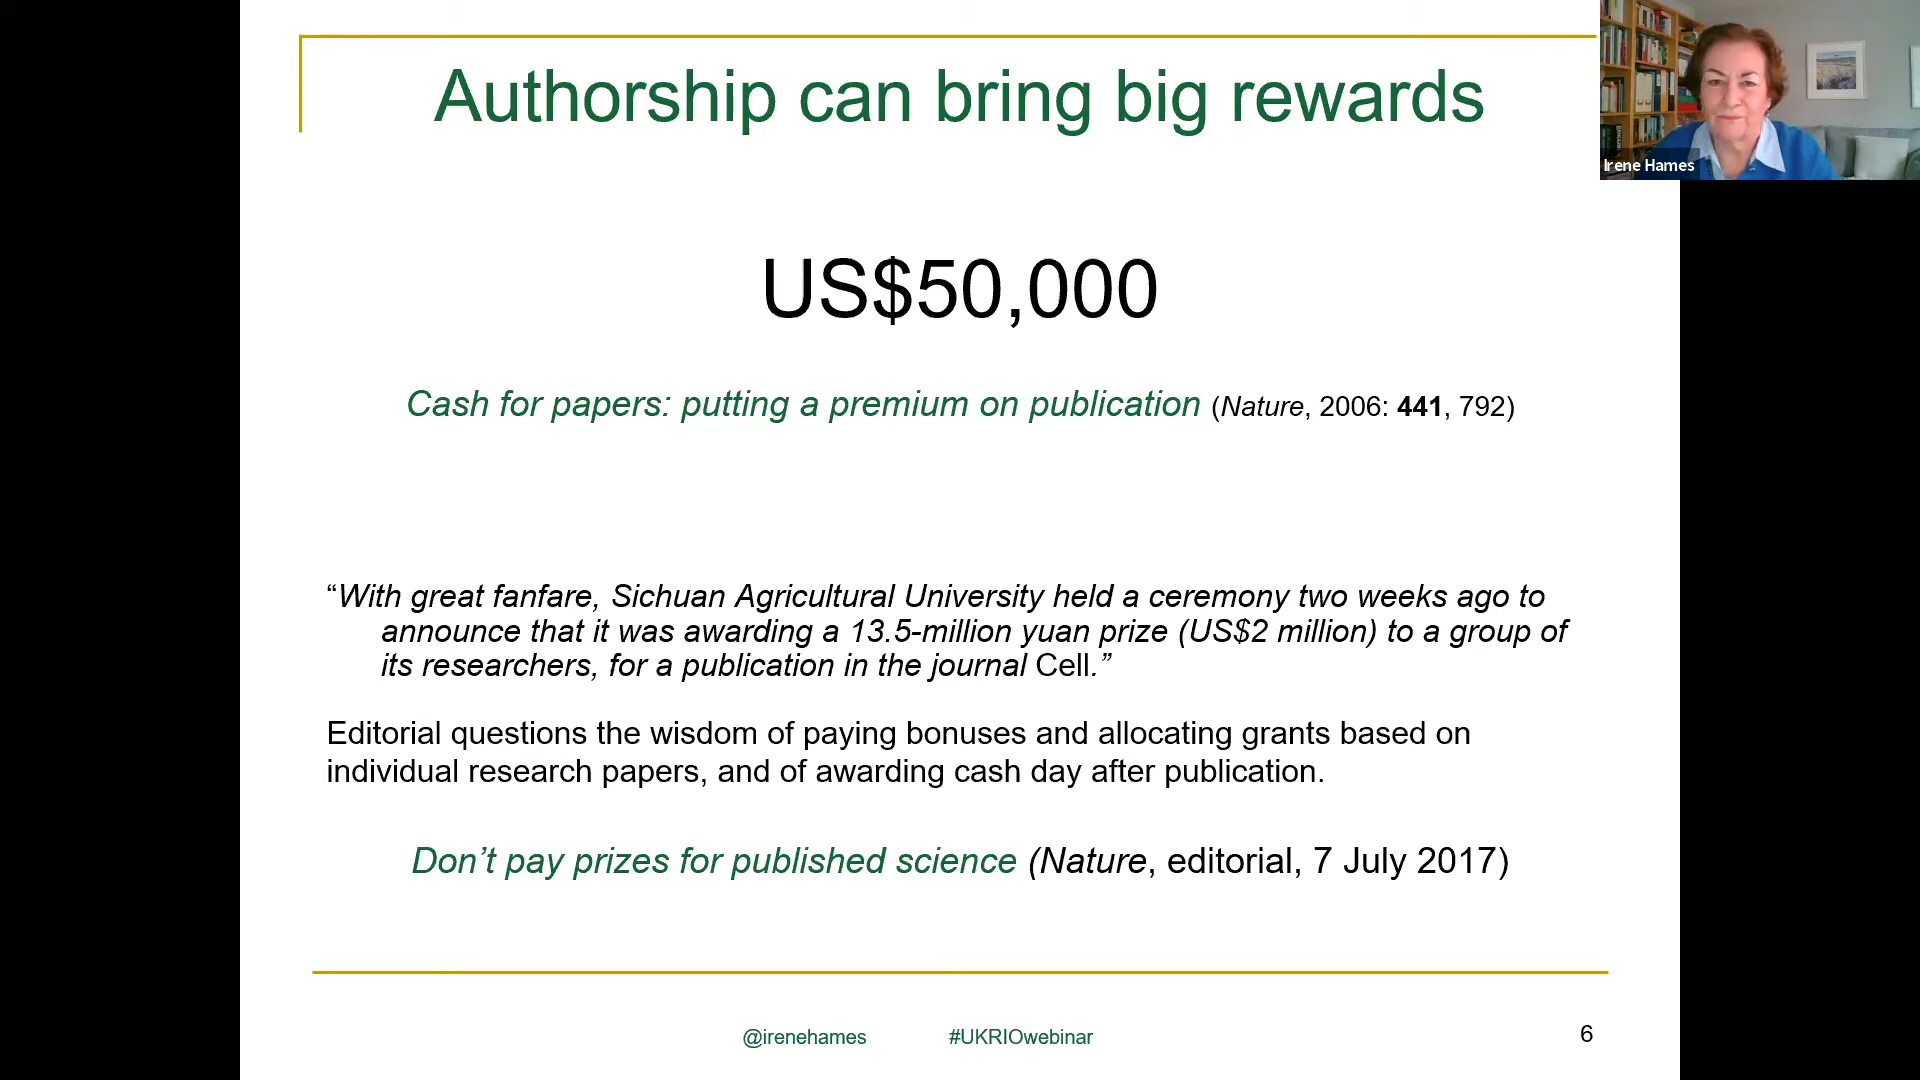 Authorship can bring big rewards
Irene Hames
US$50,000
Cash for papers: putting a premium on publication (Nature, 2006: 441, 792)
“With great fanfare, Sichuan Agricultural University held a ceremony two weeks ago to
announce that it was awarding a 13.5-million yuan prize (US$2 million) to a group of
its researchers, for a publication in the journal Cell.”
Editorial questions the wisdom of paying bonuses and allocating grants based on
individual research papers, and of awarding cash day after publication.
Don’t pay prizes for published science (Nature, editorial, 7 July 2017)
@irenehames #UKRIOwebinar 6